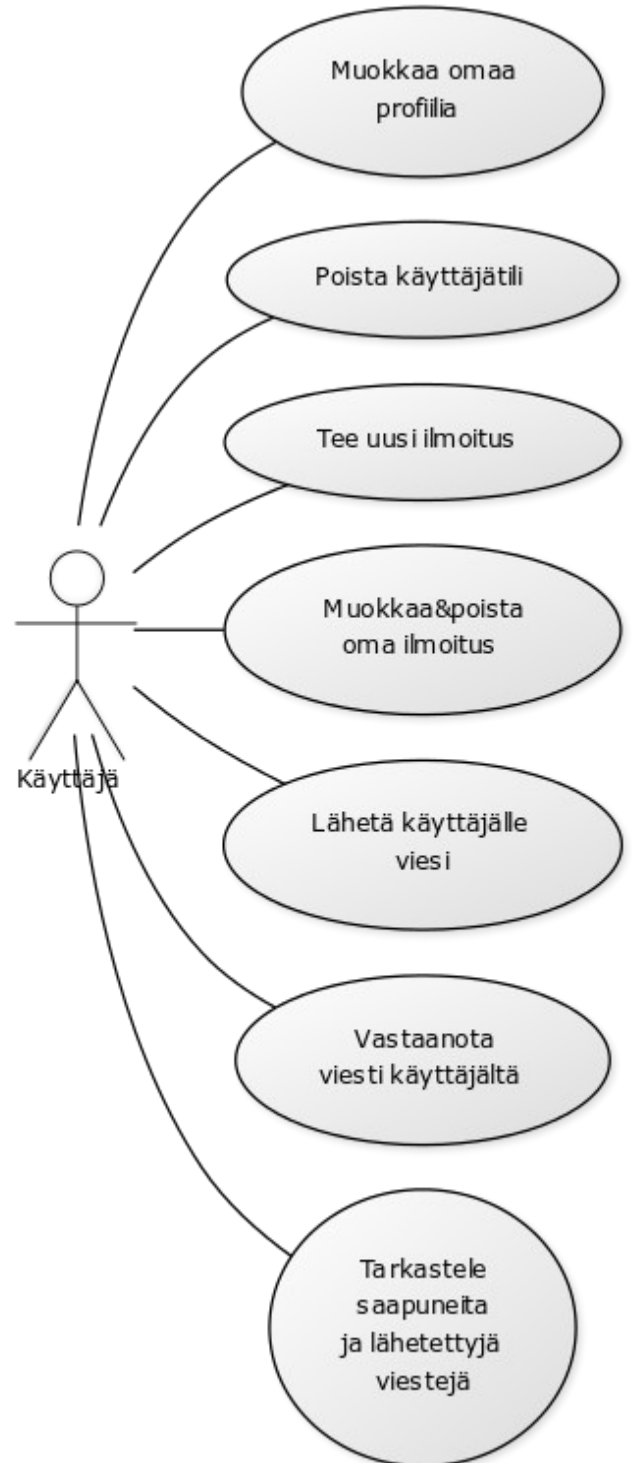 Muokkaa omaa
profiilia
Poista käyttäjätili
Tee uusi ilmoitus
Muokkaa&poista
oma ilmoitus
Käyttäjä
Lähetä käyttäjälle
viesi
Vastaanota
viesti käyttäjältä
Tarkastele
saapuneita
ja lähetettyjä
viestejä